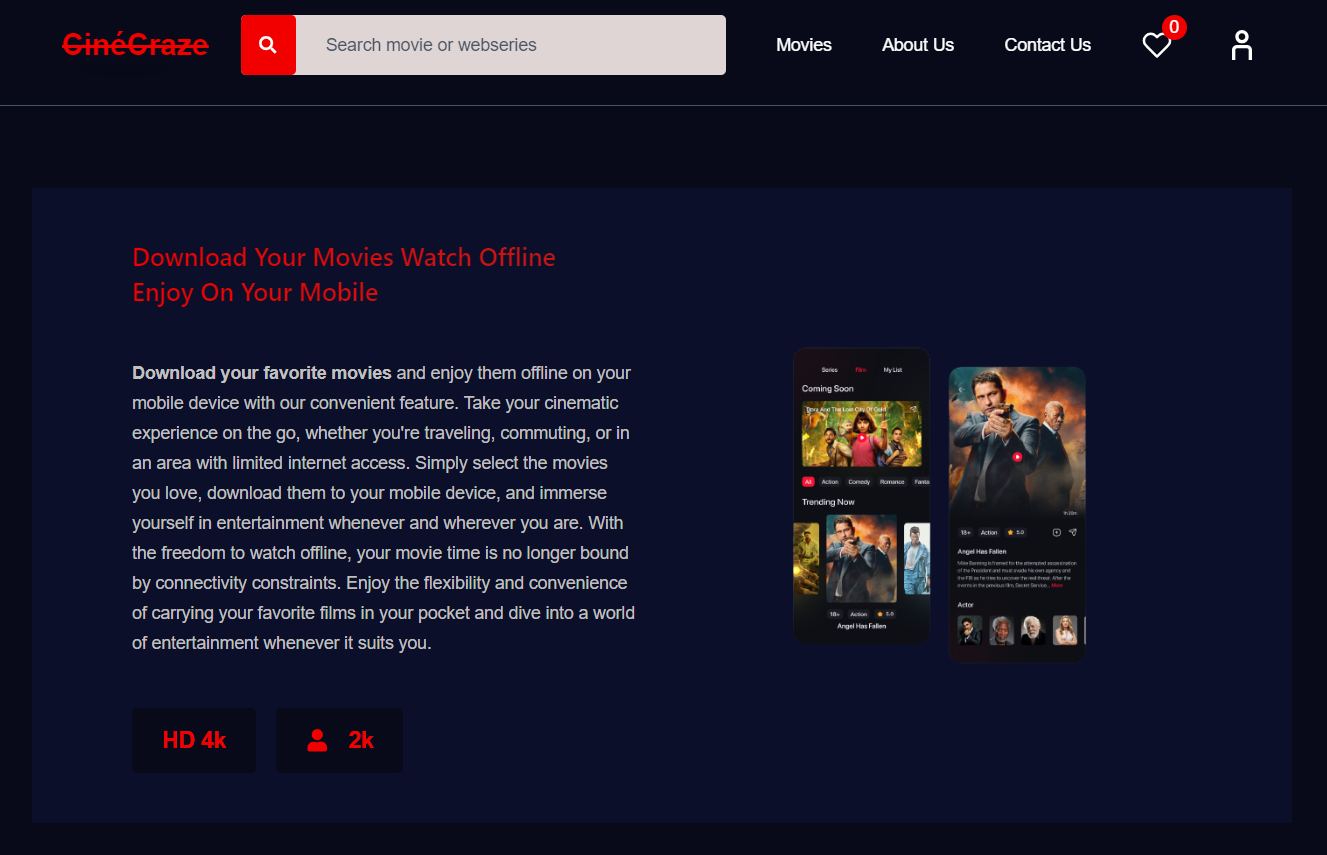 CinéCraze
Search movie or webseries
Movies
About Us
Contact Us
0
Download Your Movies Watch Offline
Enjoy On Your Mobile
Download your favorite movies and enjoy them offline on your
mobile device with our convenient feature. Take your cinematic
experience on the go, whether you're traveling, commuting, or in
an area with limited internet access. Simply select the movies
you love, download them to your mobile device, and immerse
yourself in entertainment whenever and wherever you are. With
the freedom to watch offline, your movie time is no longer bound
by connectivity constraints. Enjoy the flexibility and convenience
of carrying your favorite films in your pocket and dive into a world
of entertainment whenever it suits you.
HD 4k
2k
Series Film My List
Coming Soon
Dora And The Lost City Of Gold
All Action Comedy Romance Fanta
Trending Now
18+ Action 5.0
Angel Has Fallen
1h 28m
18+ Action 5.0
Angel Has Fallen
Mike Banning is framed for the attempted assassination
of the President and must evade his own agency and
the FBI as he tries to uncover the real threat. After the
events in the previous film, Secret Service... More
Actor